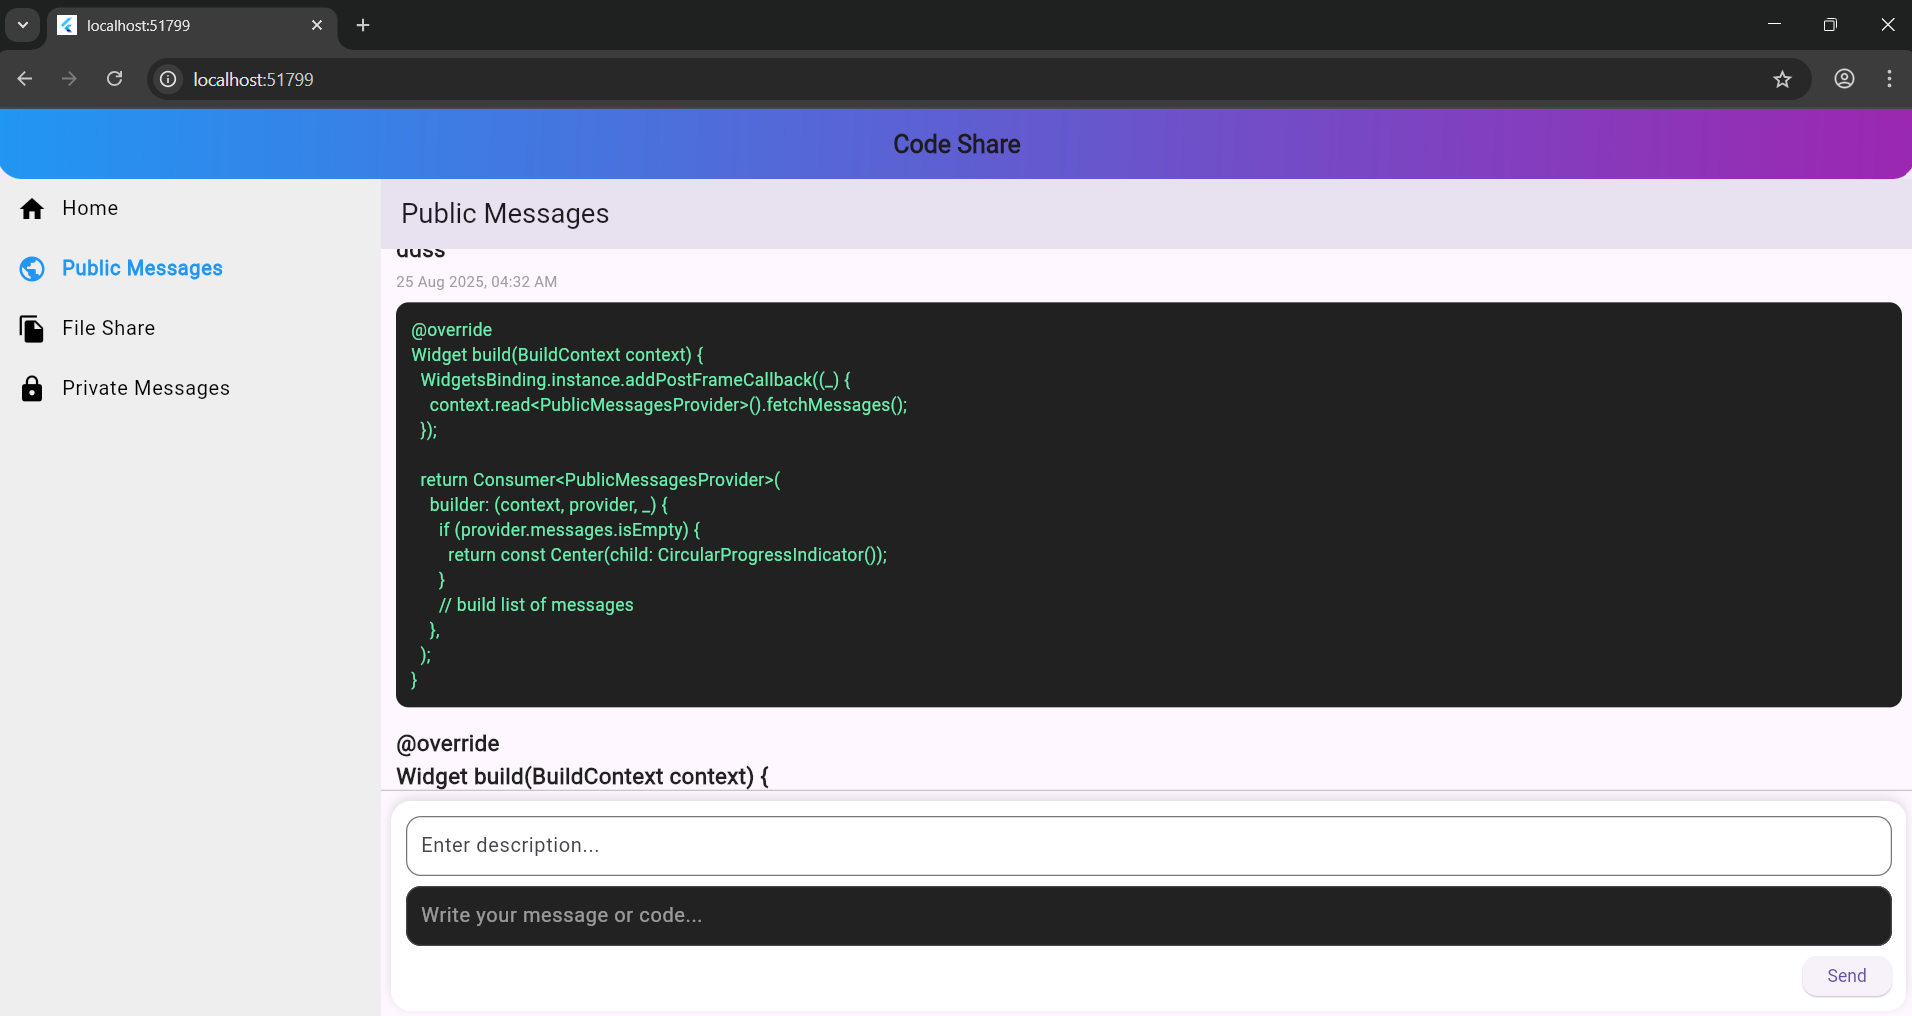 localhost:51799
localhost:51799
Code Share
Home
Public Messages
File Share
Private Messages
Public Messages
25 Aug 2025, 04:32 AM
@override
Widget build(BuildContext context) {
  WidgetsBinding.instance.addPostFrameCallback((_) {
    context.read<PublicMessagesProvider>().fetchMessages();
  });

  return Consumer<PublicMessagesProvider>(
    builder: (context, provider, _) {
      if (provider.messages.isEmpty) {
        return const Center(child: CircularProgressIndicator());
      }
      // build list of messages
    },
  );
}
@override
Widget build(BuildContext context) {
Enter description...
Write your message or code...
Send